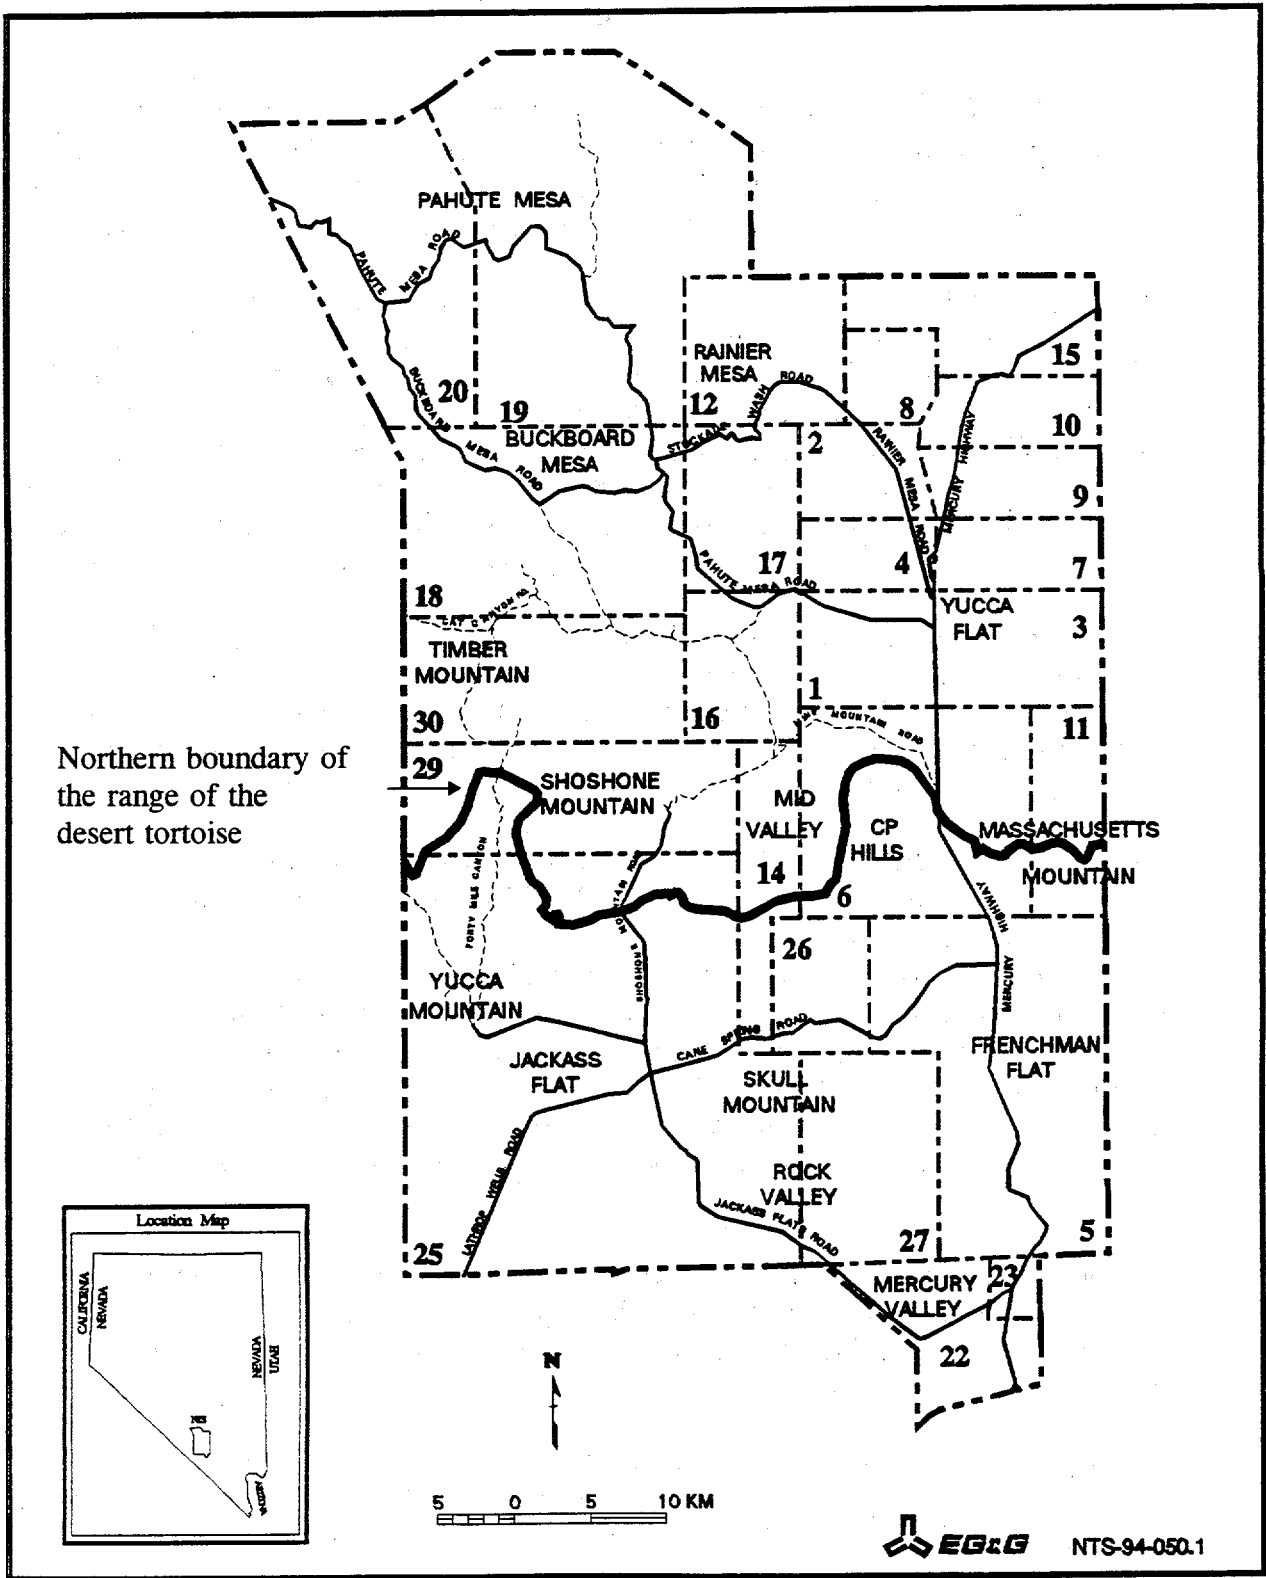 PAHUTE MESA
PAHUTE MESA ROAD
RAINIER
MESA
15
WASH ROAD
20
19
12
8
10
BUCKBOARD
MESA
BUCKBOARD MESA ROAD
STOCKADE
2
RAINIER MESA ROAD
MERCURY HIGHWAY
9
17
4
7
PAHUTE MESA ROAD
18
CAT CANYON RD
YUCCA
FLAT
3
TIMBER
MOUNTAIN
1
30
16
MOUNTAIN ROAD
11
Northern boundary of
the range of the
desert tortoise
29
SHOSHONE
MOUNTAIN
MID
VALLEY
CP
HILLS
MASSACHUSETTS
MOUNTAIN
14
6
FORTY MILE CANYON
SHOSHONE MOUNTAIN ROAD
26
MERCURY HIGHWAY
YUCCA
MOUNTAIN
CANE SPRING ROAD
JACKASS
FLAT
FRENCHMAN
FLAT
SKULL
MOUNTAIN
LATHROP WELLS ROAD
ROCK
VALLEY
JACKASS FLATS ROAD
25
27
5
MERCURY
VALLEY
23
22
Location Map
CALIFORNIA
NEVADA
NEVADA
UTAH
NTS
ARIZONA
N
5 0 5 10 KM
EG&G
NTS-94-050.1